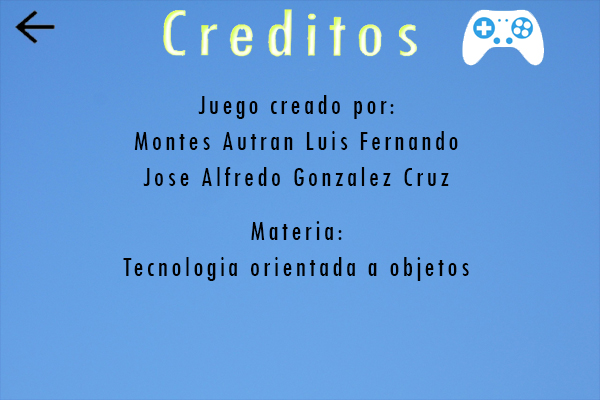 Creditos
Juego creado por:
Montes Autran Luis Fernando
Jose Alfredo Gonzalez Cruz
Materia:
Tecnologia orientada a objetos